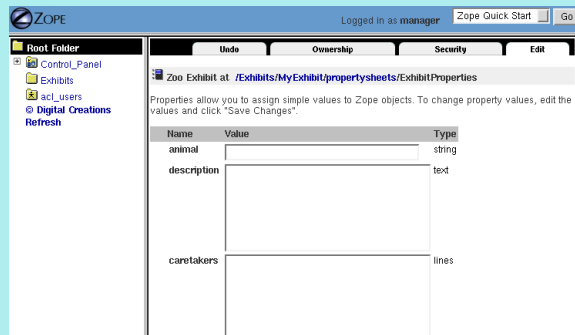 ZOPE
Logged in as manager
Zope Quick Start
Go
Root Folder
Control_Panel
Exhibits
acl_users
© Digital Creations
Refresh
Undo Ownership Security Edit
Zoo Exhibit at /Exhibits/MyExhibit/propertysheets/ExhibitProperties
Properties allow you to assign simple values to Zope objects. To change property values, edit the
values and click "Save Changes".
Name Value Type
animal string
description text
caretakers lines